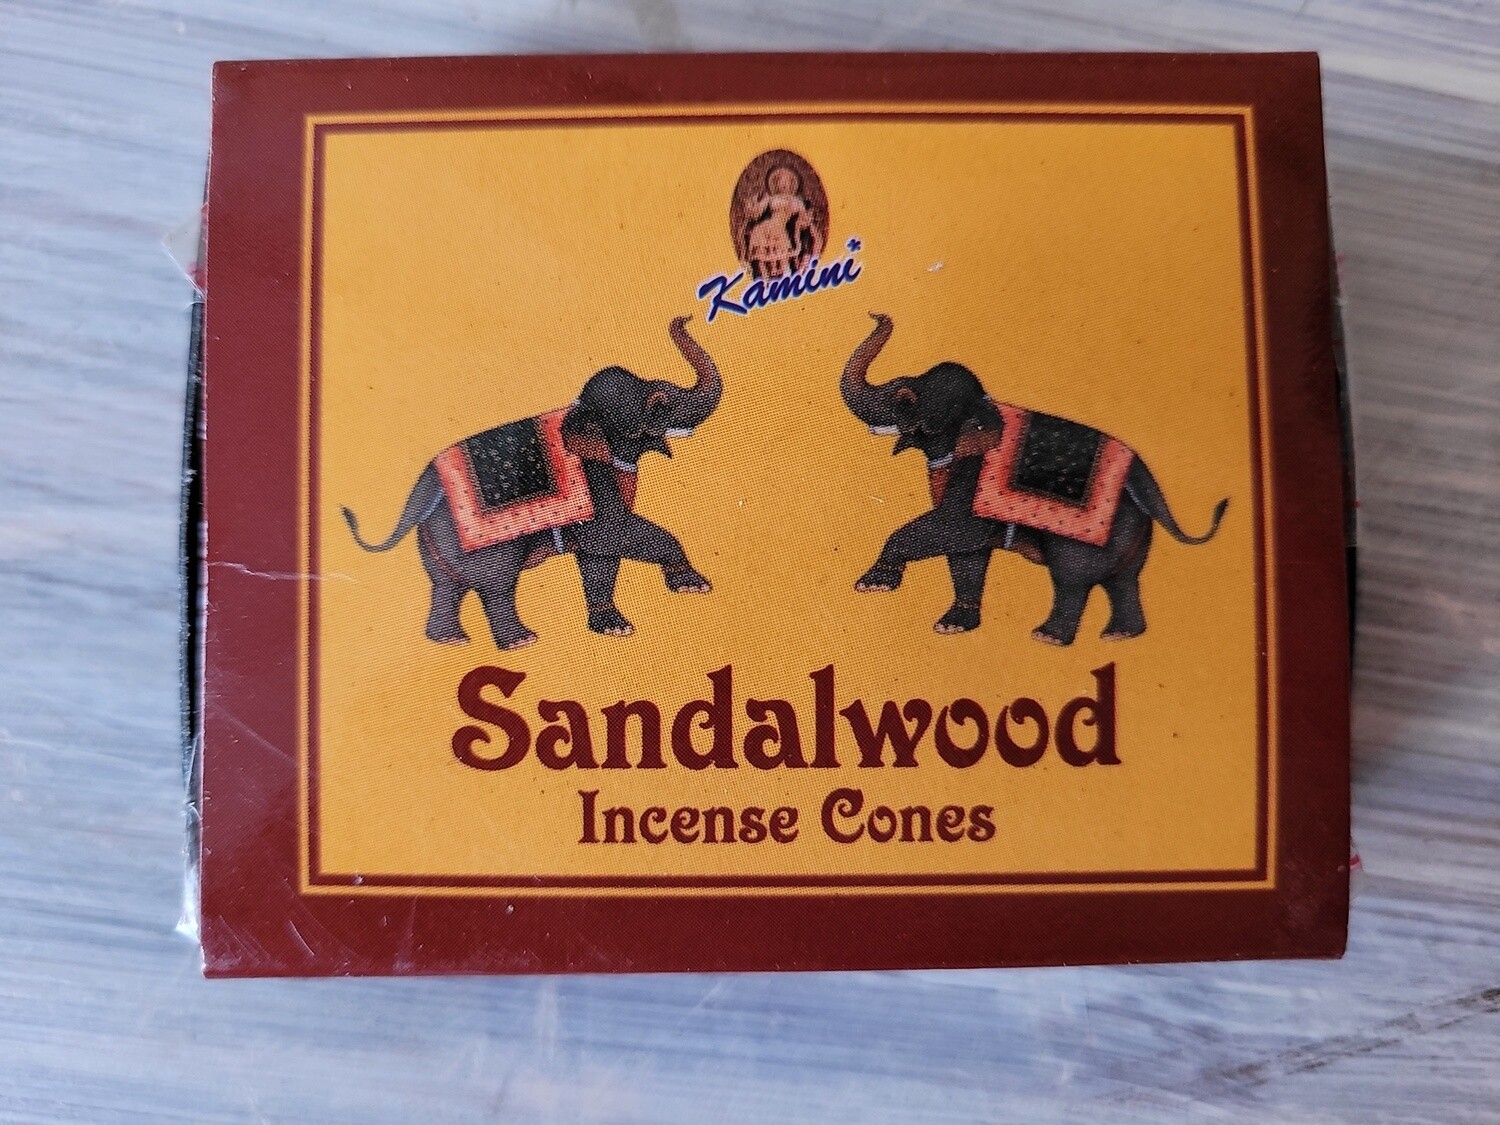 Kamini*
Sandalwood
Incense Cones